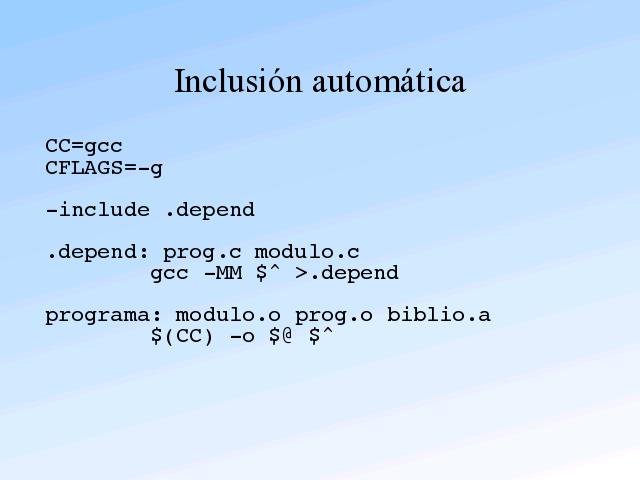 Inclusión automática
CC=gcc
CFLAGS=-g
-include .depend
.depend: prog.c modulo.c
gcc -MM $^ >.depend
programa: modulo.o prog.o biblio.a
$(CC) -o $@ $^